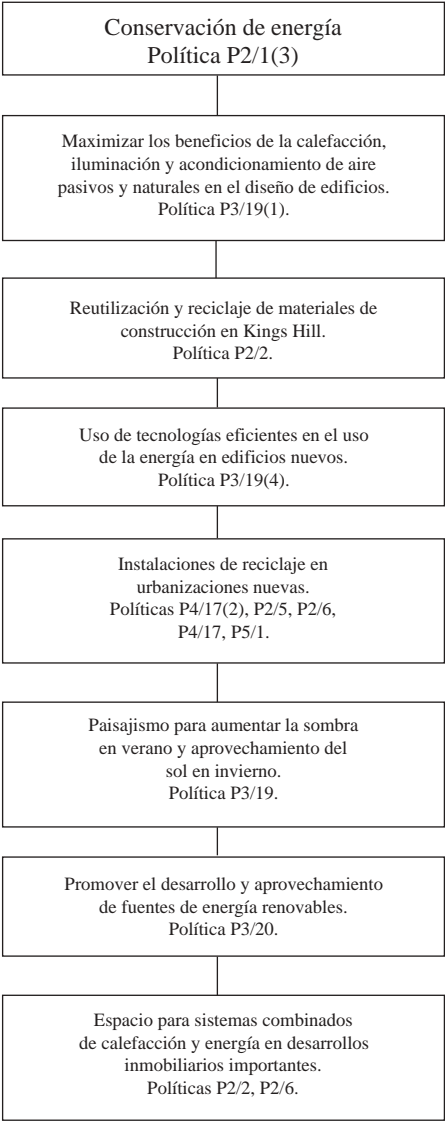 Conservación de energía
Política P2/1(3)
Maximizar los beneficios de la calefacción,
iluminación y acondicionamiento de aire
pasivos y naturales en el diseño de edificios.
Política P3/19(1).
Reutilización y reciclaje de materiales de
construcción en Kings Hill.
Política P2/2.
Uso de tecnologías eficientes en el uso
de la energía en edificios nuevos.
Política P3/19(4).
Instalaciones de reciclaje en
urbanizaciones nuevas.
Políticas P4/17(2), P2/5, P2/6,
P4/17, P5/1.
Paisajismo para aumentar la sombra
en verano y aprovechamiento del
sol en invierno.
Política P3/19.
Promover el desarrollo y aprovechamiento
de fuentes de energía renovables.
Política P3/20.
Espacio para sistemas combinados
de calefacción y energía en desarrollos
inmobiliarios importantes.
Políticas P2/2, P2/6.